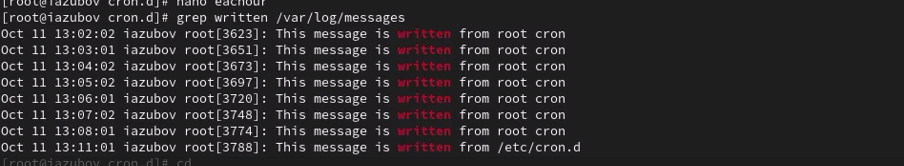 [root@iazubov cron.d]# nano eachour
[root@iazubov cron.d]# grep written /var/log/messages
Oct 11 13:02:02 iazubov root[3623]: This message is written from root cron
Oct 11 13:03:01 iazubov root[3651]: This message is written from root cron
Oct 11 13:04:02 iazubov root[3673]: This message is written from root cron
Oct 11 13:05:02 iazubov root[3697]: This message is written from root cron
Oct 11 13:06:01 iazubov root[3720]: This message is written from root cron
Oct 11 13:07:02 iazubov root[3748]: This message is written from root cron
Oct 11 13:08:01 iazubov root[3774]: This message is written from root cron
Oct 11 13:11:01 iazubov root[3788]: This message is written from /etc/cron.d
[root@iazubov cron.d]# cd